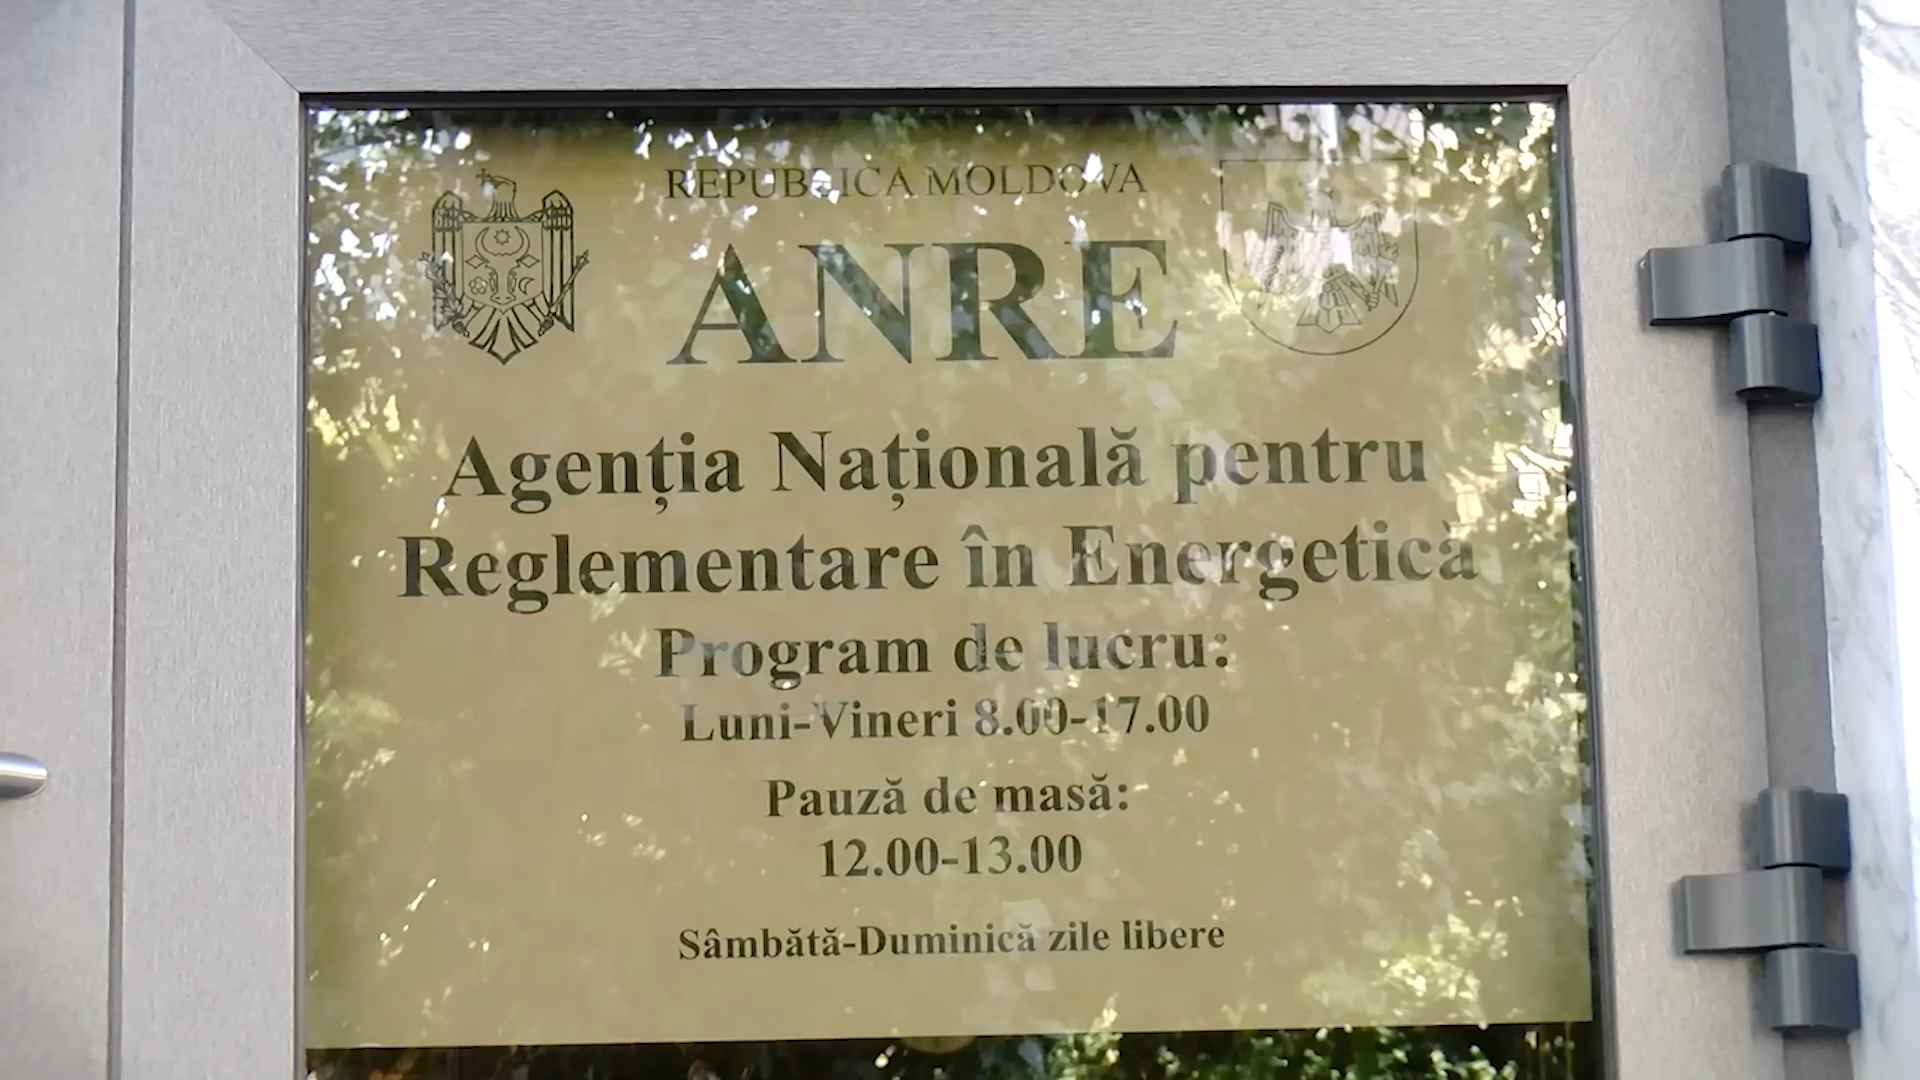 REPUBLICA MOLDOVA
ANRE
Agenția Națională pentru
Reglementare în Energetică
Program de lucru:
Luni-Vineri 8.00-17.00
Pauză de masă:
12.00-13.00
Sâmbătă-Duminică zile libere